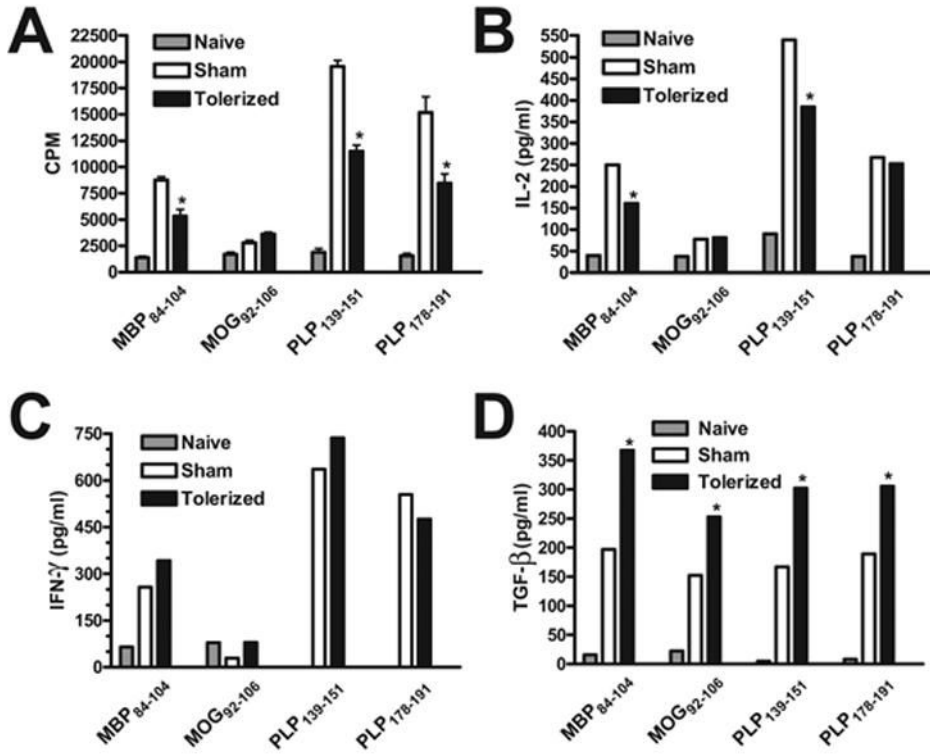 A
CPM
22500
20000
17500
15000
12500
10000
7500
5000
2500
0
Naive
Sham
Tolerized
*
*
*
MBP84-104
MOG92-106
PLP139-151
PLP178-191
B
IL-2 (pg/ml)
550
500
450
400
350
300
250
200
150
100
50
0
Naive
Sham
Tolerized
*
*
MBP84-104
MOG92-106
PLP139-151
PLP178-191
C
IFN-γ (pg/ml)
750
600
450
300
150
0
Naive
Sham
Tolerized
MBP84-104
MOG92-106
PLP139-151
PLP178-191
D
TGF-β (pg/ml)
400
350
300
250
200
150
100
50
0
Naive
Sham
Tolerized
*
*
*
*
MBP84-104
MOG92-106
PLP139-151
PLP178-191